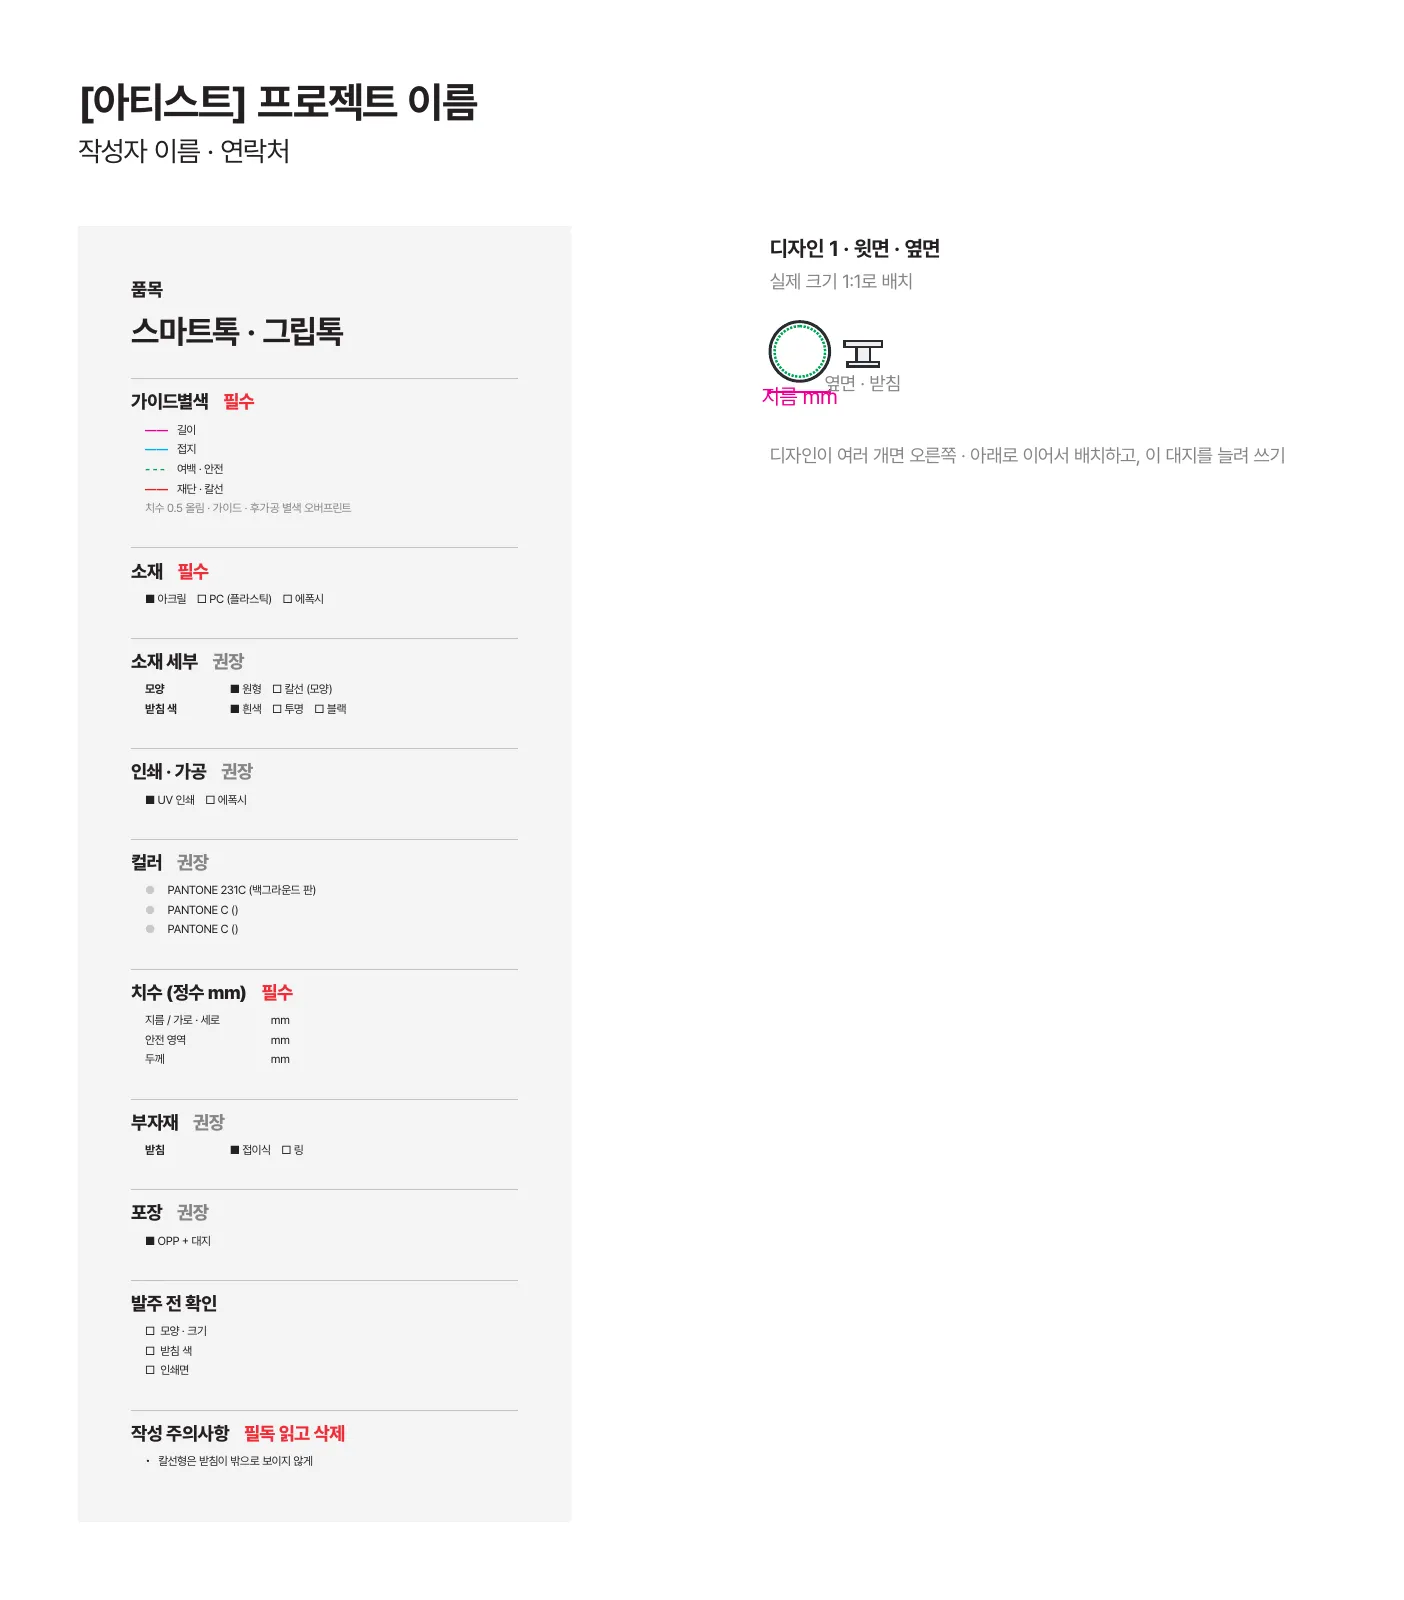 [아티스트] 프로젝트 이름
작성자 이름 · 연락처
품목
스마트톡 · 그립톡
가이드별색 필수
길이
접지
여백 · 안전
재단 · 칼선
치수 0.5 올림 · 가이드 · 후가공 별색 오버프린트
소재 필수
■ 아크릴 □ PC (플라스틱) □ 에폭시
소재 세부 권장
모양 ■ 원형 □ 칼선 (모양)
받침 색 ■ 흰색 □ 투명 □ 블랙
인쇄 · 가공 권장
■ UV 인쇄 □ 에폭시
컬러 권장
PANTONE 231C (백그라운드 판)
PANTONE C ()
PANTONE C ()
치수 (정수 mm) 필수
지름 / 가로 · 세로 mm
안전 영역 mm
두께 mm
부자재 권장
받침 ■ 접이식 □ 링
포장 권장
■ OPP + 대지
발주 전 확인
□ 모양 · 크기
□ 받침 색
□ 인쇄면
작성 주의사항 필독 읽고 삭제
• 칼선형은 받침이 밖으로 보이지 않게
디자인 1 · 윗면 · 옆면
실제 크기 1:1로 배치
옆면 · 받침
지름 mm
디자인이 여러 개면 오른쪽 · 아래로 이어서 배치하고, 이 대지를 늘려 쓰기